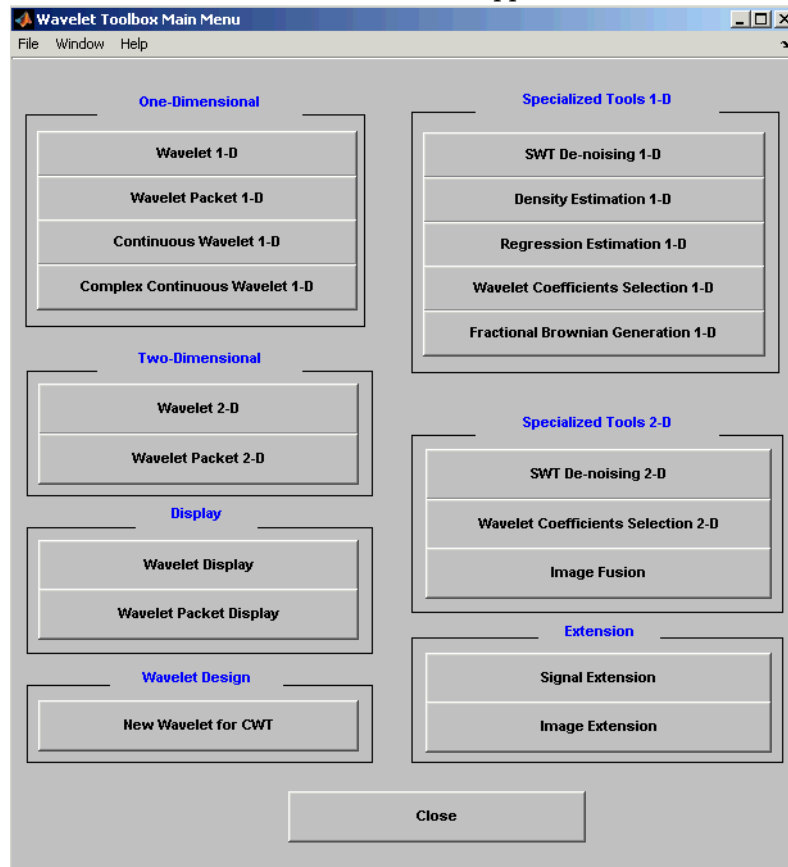 Wavelet Toolbox Main Menu
File Window Help
One-Dimensional
Wavelet 1-D
Wavelet Packet 1-D
Continuous Wavelet 1-D
Complex Continuous Wavelet 1-D
Two-Dimensional
Wavelet 2-D
Wavelet Packet 2-D
Display
Wavelet Display
Wavelet Packet Display
Wavelet Design
New Wavelet for CWT
Specialized Tools 1-D
SWT De-noising 1-D
Density Estimation 1-D
Regression Estimation 1-D
Wavelet Coefficients Selection 1-D
Fractional Brownian Generation 1-D
Specialized Tools 2-D
SWT De-noising 2-D
Wavelet Coefficients Selection 2-D
Image Fusion
Extension
Signal Extension
Image Extension
Close